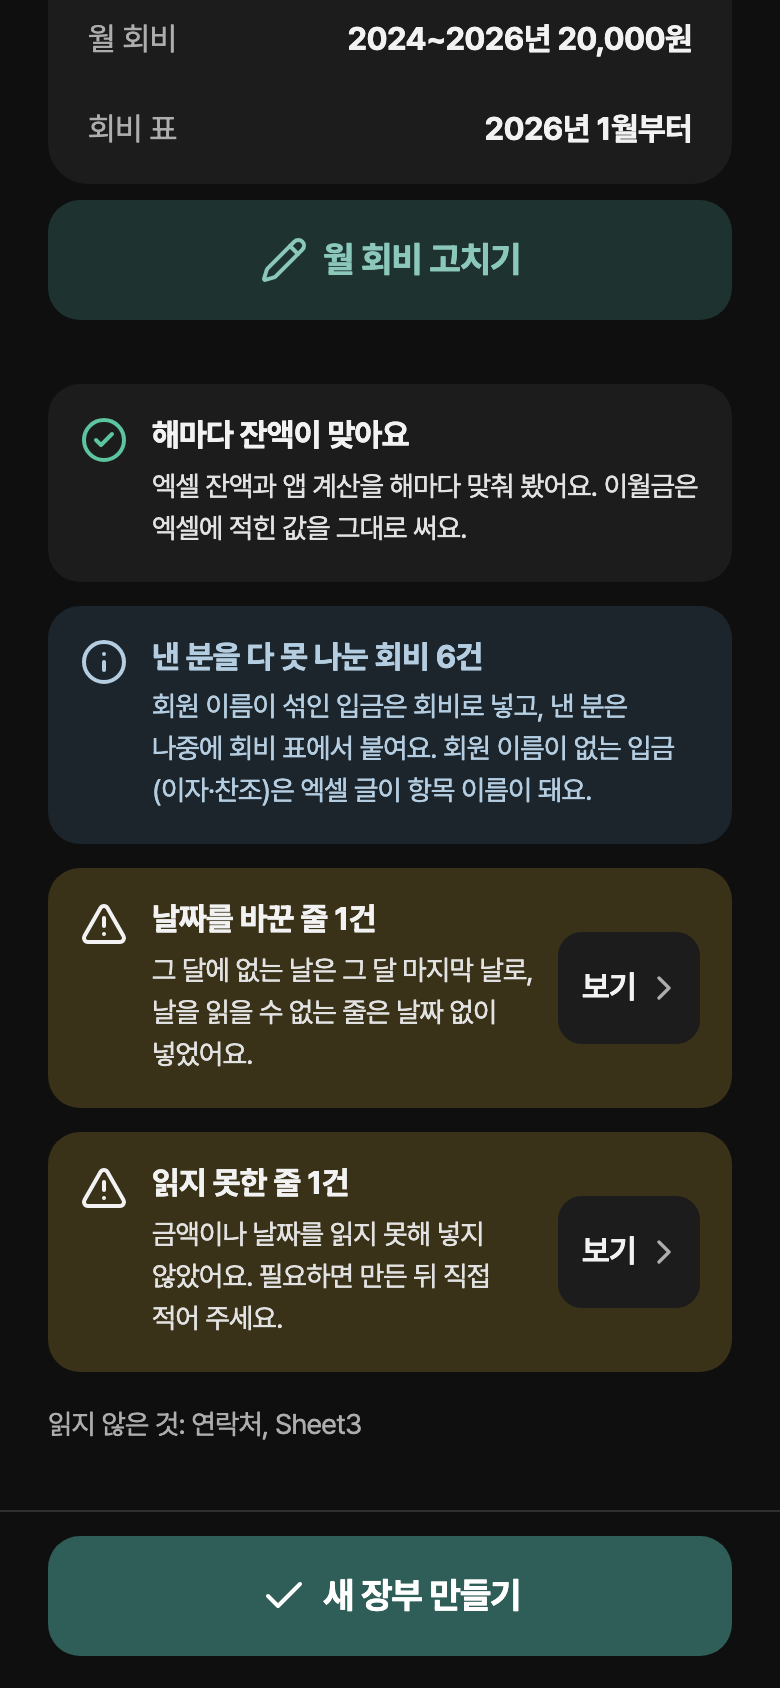 월 회비 2024~2026년 20,000원
회비 표 2026년 1월부터
월 회비 고치기
해마다 잔액이 맞아요
엑셀 잔액과 앱 계산을 해마다 맞춰 봤어요. 이월금은
엑셀에 적힌 값을 그대로 써요.
낸 분을 다 못 나눈 회비 6건
회원 이름이 섞인 입금은 회비로 넣고, 낸 분은
나중에 회비 표에서 붙여요. 회원 이름이 없는 입금
(이자·찬조)은 엑셀 글이 항목 이름이 돼요.
날짜를 바꾼 줄 1건
그 달에 없는 날은 그 달 마지막 날로,
날을 읽을 수 없는 줄은 날짜 없이
넣었어요.
보기
읽지 못한 줄 1건
금액이나 날짜를 읽지 못해 넣지
않았어요. 필요하면 만든 뒤 직접
적어 주세요.
보기
읽지 않은 것: 연락처, Sheet3
새 장부 만들기